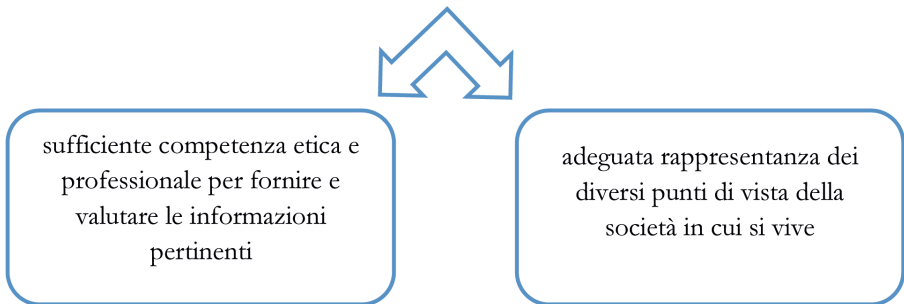 sufficiente competenza etica e
professionale per fornire e
valutare le informazioni
pertinenti
adeguata rappresentanza dei
diversi punti di vista della
società in cui si vive